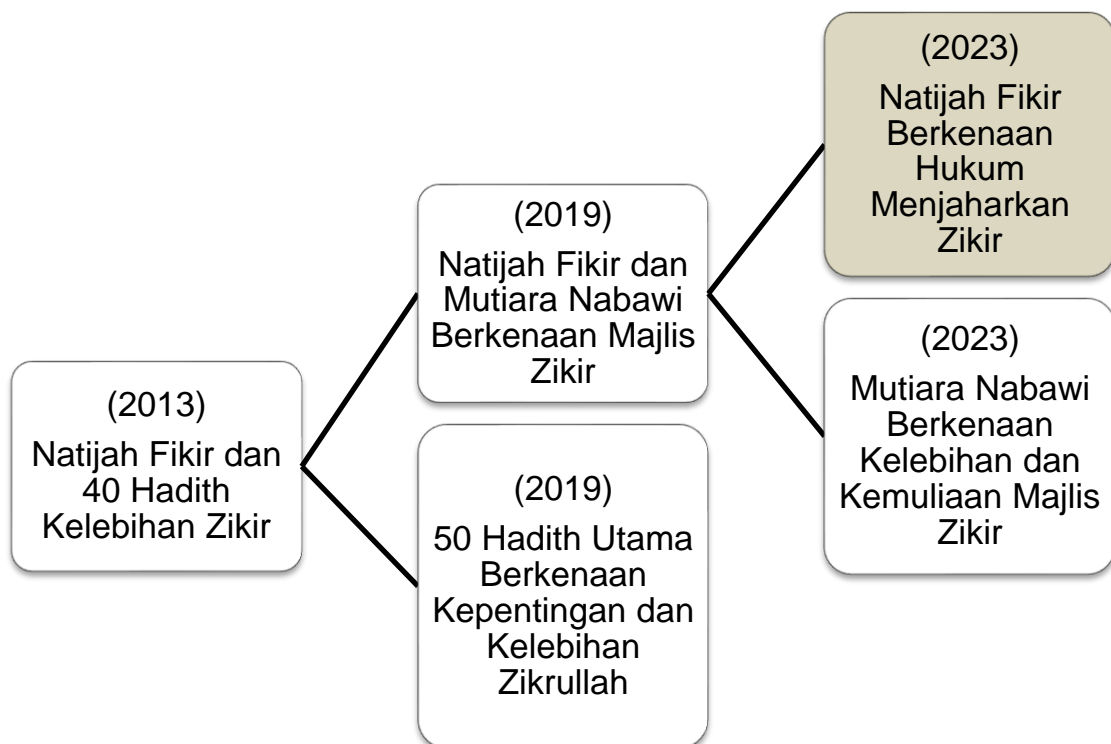 (2013)
Natijah Fikir dan
40 Hadith
Kelebihan Zikir
(2019)
Natijah Fikir dan
Mutiara Nabawi
Berkenaan Majlis
Zikir
(2019)
50 Hadith Utama
Berkenaan
Kepentingan dan
Kelebihan
Zikrullah
(2023)
Natijah Fikir
Berkenaan
Hukum
Menjaharkan
Zikir
(2023)
Mutiara Nabawi
Berkenaan
Kelebihan dan
Kemuliaan Majlis
Zikir